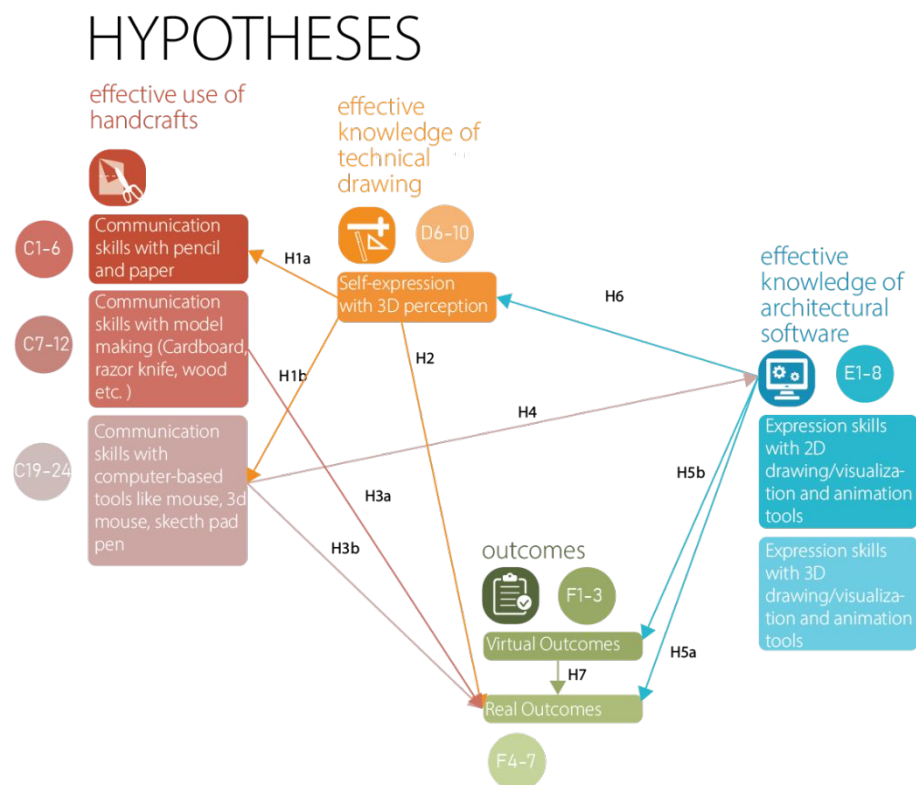 HYPOTHESES
effective use of
handcrafts
C1-6
Communication
skills with pencil
and paper
C7-12
Communication
skills with model
making (Cardboard,
razor knife, wood
etc. )
C19-24
Communication
skills with
computer-based
tools like mouse, 3d
mouse, skecth pad
pen
effective
knowledge of
technical
drawing
D6-10
Self-expression
with 3D perception
H1a
H1b
H2
H6
H4
H3a
H3b
H5b
H5a
effective
knowledge of
architectural
software
E1-8
Expression skills
with 2D
drawing/visualiza-
tion and animation
tools
Expression skills
with 3D
drawing/visualiza-
tion and animation
tools
outcomes
F1-3
Virtual Outcomes
H7
Real Outcomes
F4-7